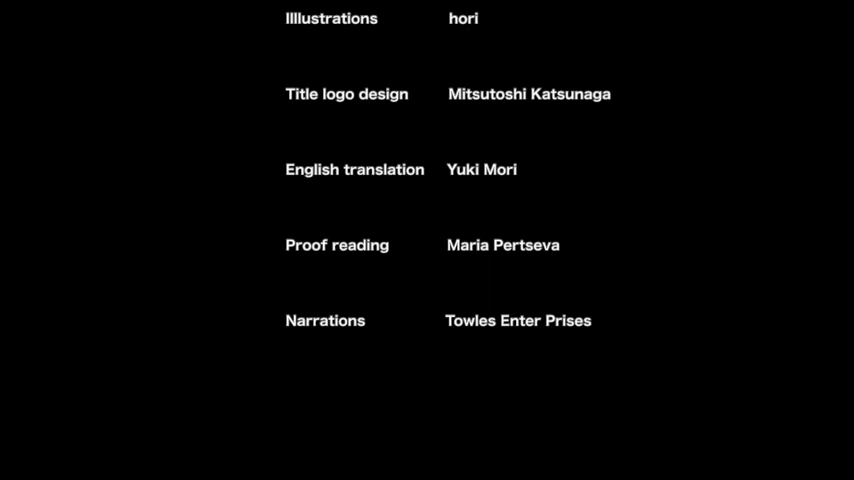 Illlustrations hori
Title logo design Mitsutoshi Katsunaga
English translation Yuki Mori
Proof reading Maria Pertseva
Narrations Towles Enter Prises